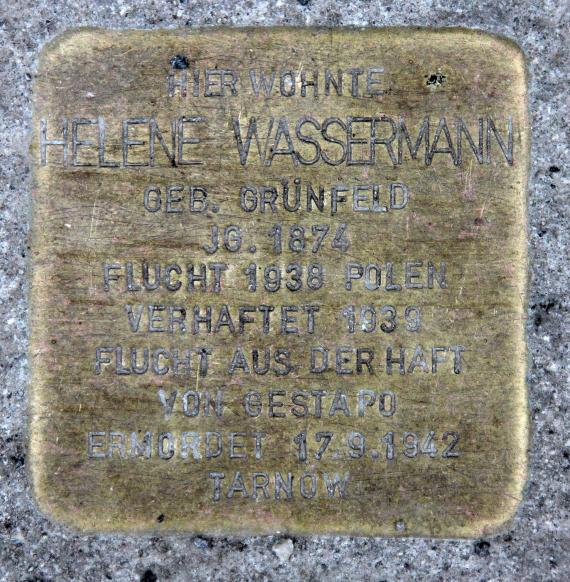 HIER WOHNTE
HELENE WASSERMANN
GEB. GRÜNFELD
JG. 1874
FLUCHT 1938 POLEN
VERHAFTET 1939
FLUCHT AUS DER HAFT
VON GESTAPO
ERMORDET 17.9.1942
TARNOW